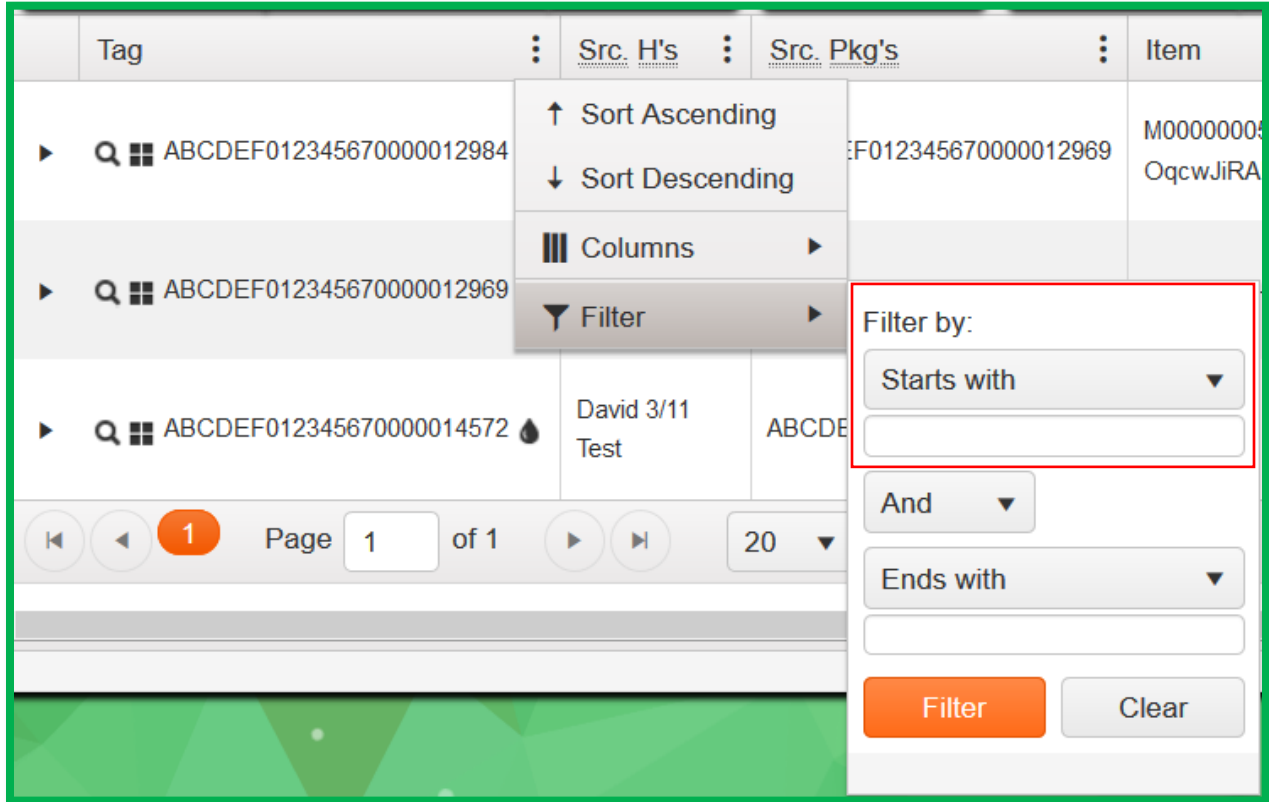 Tag Src. H's Src. Pkg's Item
Sort Ascending
ABCDEF012345670000012984 EF012345670000012969 M00000005
OqcwJiRA
Sort Descending
Columns
ABCDEF012345670000012969
Filter
Filter by:
Starts with
ABCDEF012345670000014572 David 3/11 ABCDE
Test
And
1 Page 1 of 1 20
Ends with
Filter Clear